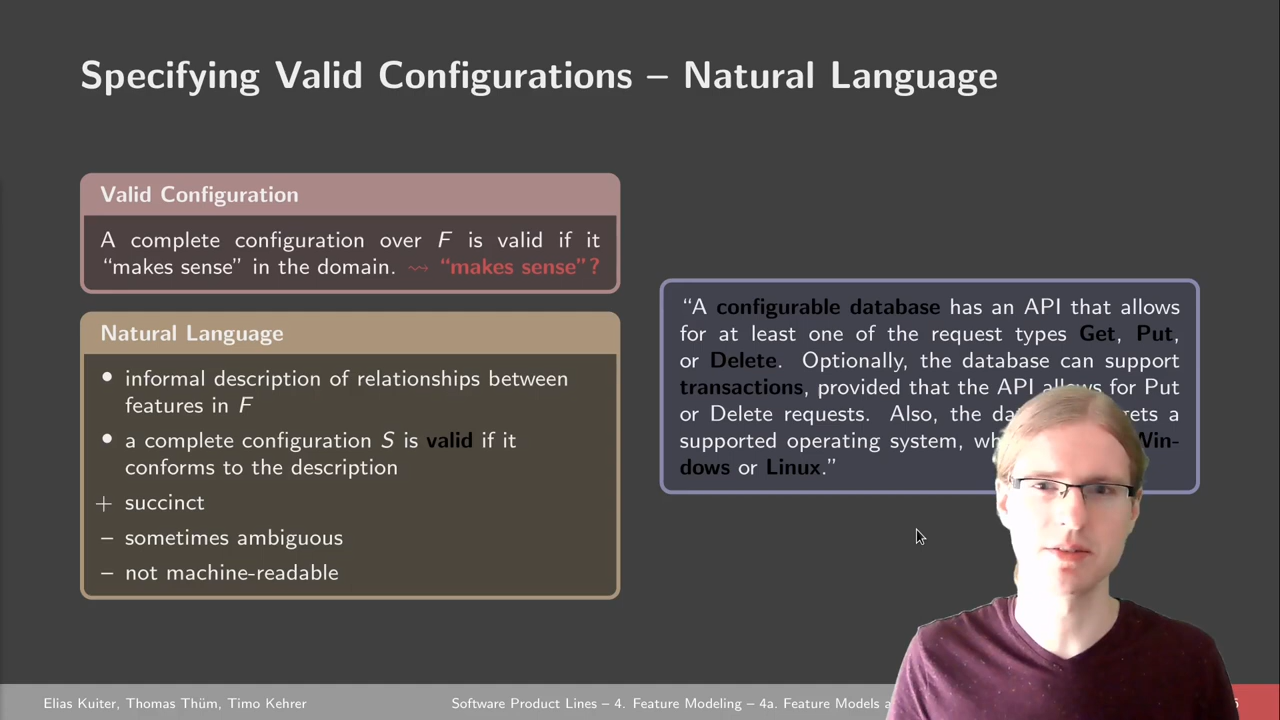 Specifying Valid Configurations – Natural Language
Valid Configuration
A complete configuration over F is valid if it
“makes sense” in the domain. ⇝ “makes sense”?
Natural Language
• informal description of relationships between
features in F
• a complete configuration S is valid if it
conforms to the description
+ succinct
– sometimes ambiguous
– not machine-readable
“A configurable database has an API that allows
for at least one of the request types Get, Put,
or Delete. Optionally, the database can support
transactions, provided that the API allows for Put
or Delete requests. Also, the gets a
supported operating system, Win-
dows or Linux.”
Elias Kuiter, Thomas Thüm, Timo Kehrer
Software Product Lines – 4. Feature Modeling – 4a. Feature Models